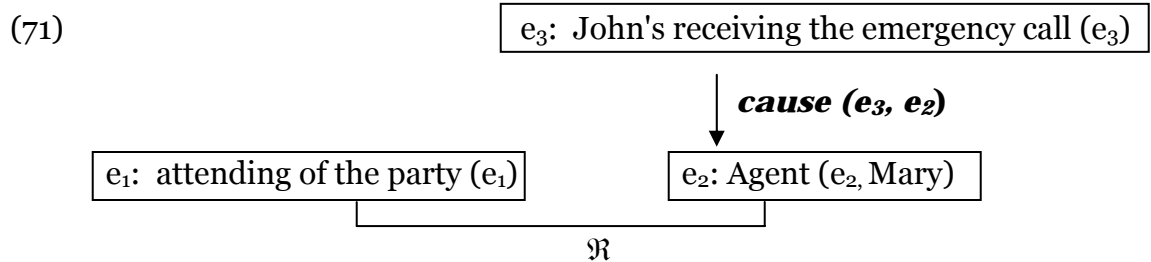 (71) e₃: John's receiving the emergency call (e₃)
cause (e₃, e₂)
e₁: attending of the party (e₁) e₂: Agent (e₂, Mary)
ℜ